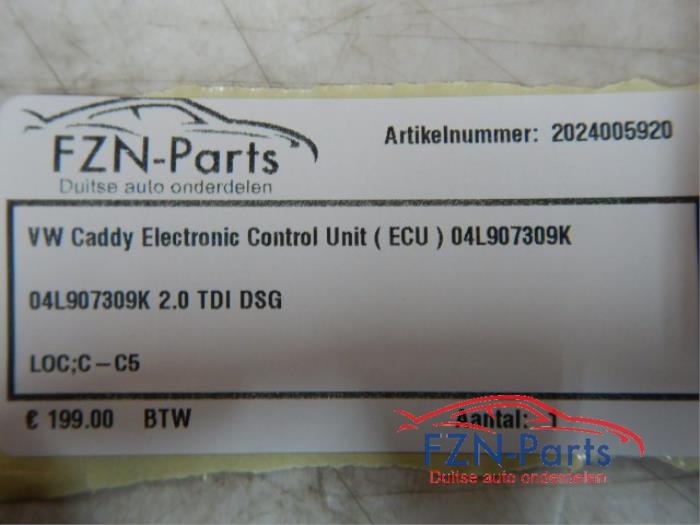 FZN-Parts
Duitse auto onderdelen
Artikelnummer: 2024005920
VW Caddy Electronic Control Unit ( ECU ) 04L907309K
04L907309K 2.0 TDI DSG
LOC;C-C5
€ 199.00 BTW
Aantal: 1
FZN-Parts
Duitse auto onderdelen